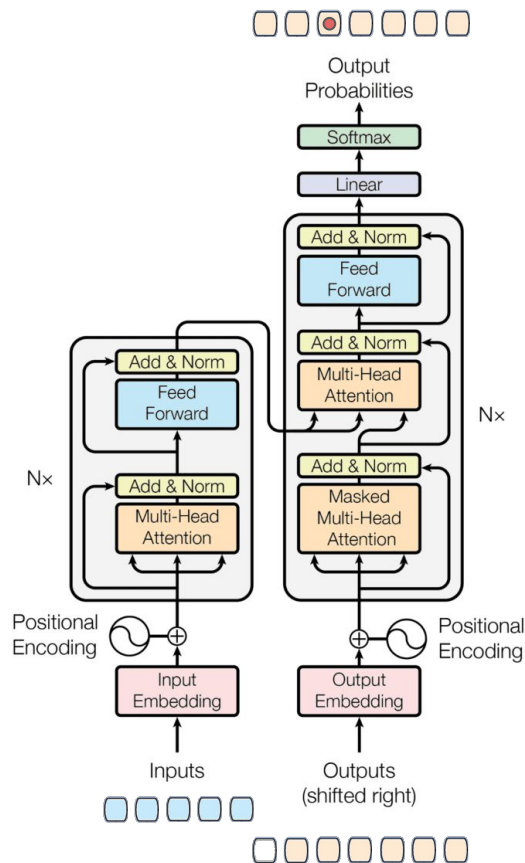 Output
Probabilities
Softmax
Linear
Add & Norm
Feed
Forward
Add & Norm
Multi-Head
Attention
Add & Norm
Masked
Multi-Head
Attention
N×
Add & Norm
Feed
Forward
N×
Add & Norm
Multi-Head
Attention
Positional
Encoding
Positional
Encoding
Input
Embedding
Output
Embedding
Inputs
Outputs
(shifted right)